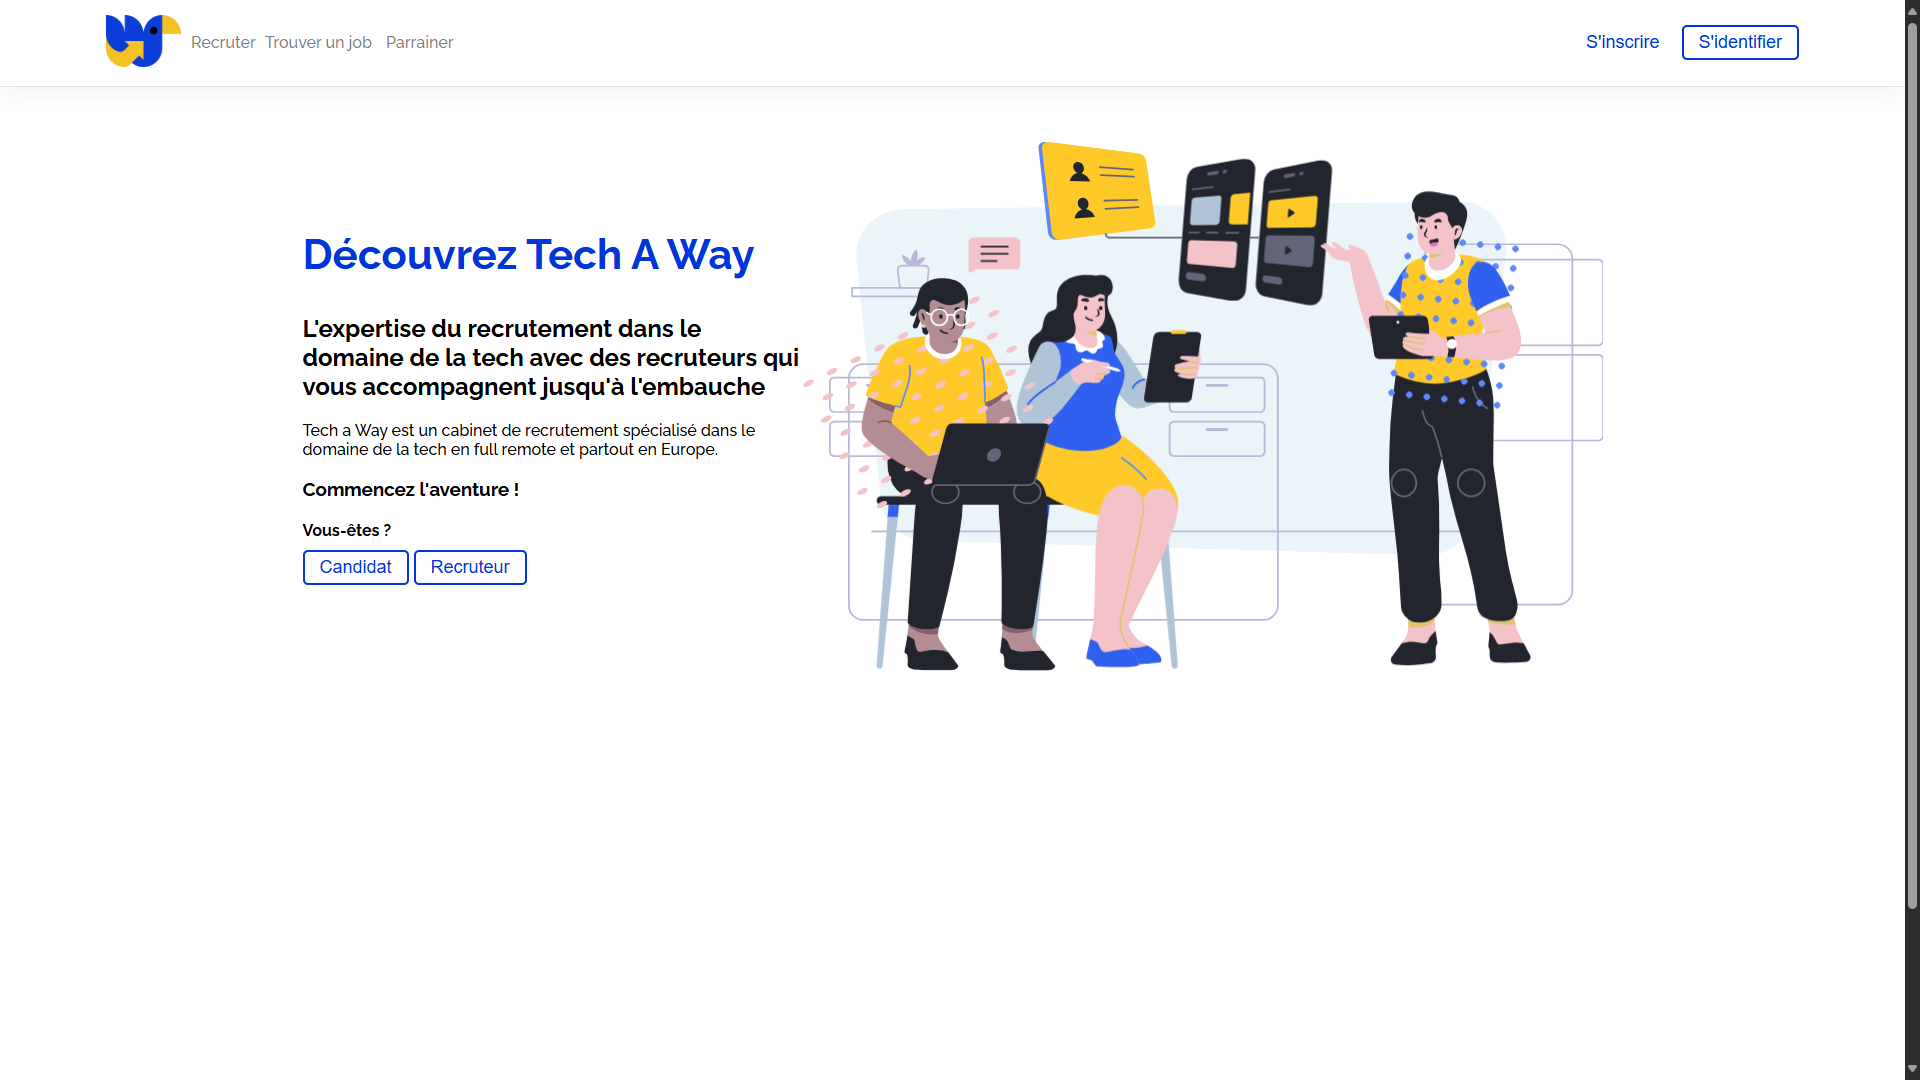 Recruter Trouver un job Parrainer S'inscrire S'identifier
Découvrez Tech A Way
L'expertise du recrutement dans le
domaine de la tech avec des recruteurs qui
vous accompagnent jusqu'à l'embauche
Tech a Way est un cabinet de recrutement spécialisé dans le
domaine de la tech en full remote et partout en Europe.
Commencez l'aventure !
Vous-êtes ?
Candidat Recruteur